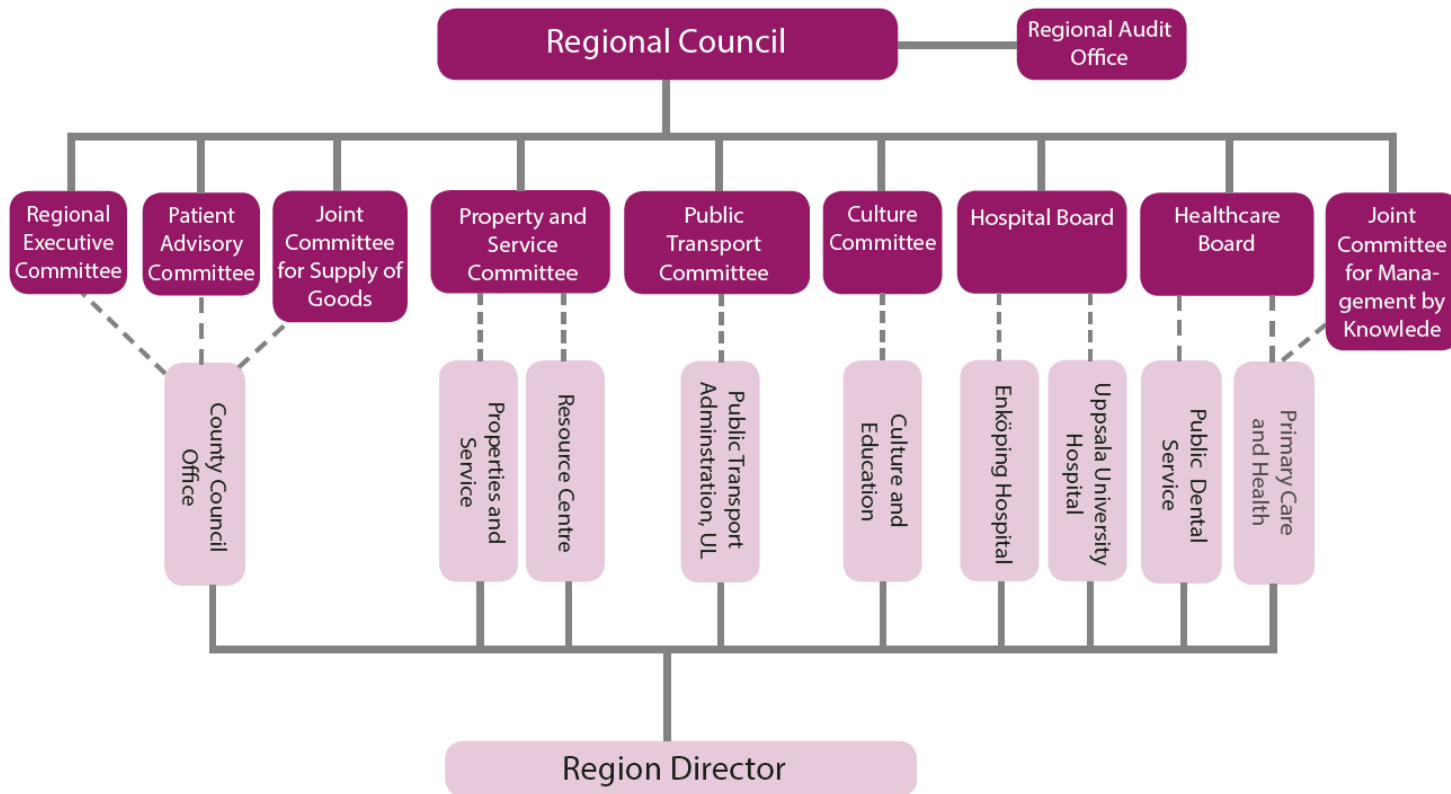 Regional Council
Regional Audit
Office
Regional
Executive
Committee
Patient
Advisory
Committee
Joint
Committee
for Supply of
Goods
Property and
Service
Committee
Public
Transport
Committee
Culture
Committee
Hospital Board
Healthcare
Board
Joint
Committee
for Mana-
gement by
Knowlede
County Council
Office
Properties and
Service
Resource Centre
Public Transport
Adminstration, UL
Culture and
Education
Enköping Hospital
Uppsala University
Hospital
Public Dental
Service
Primary Care
and Health
Region Director